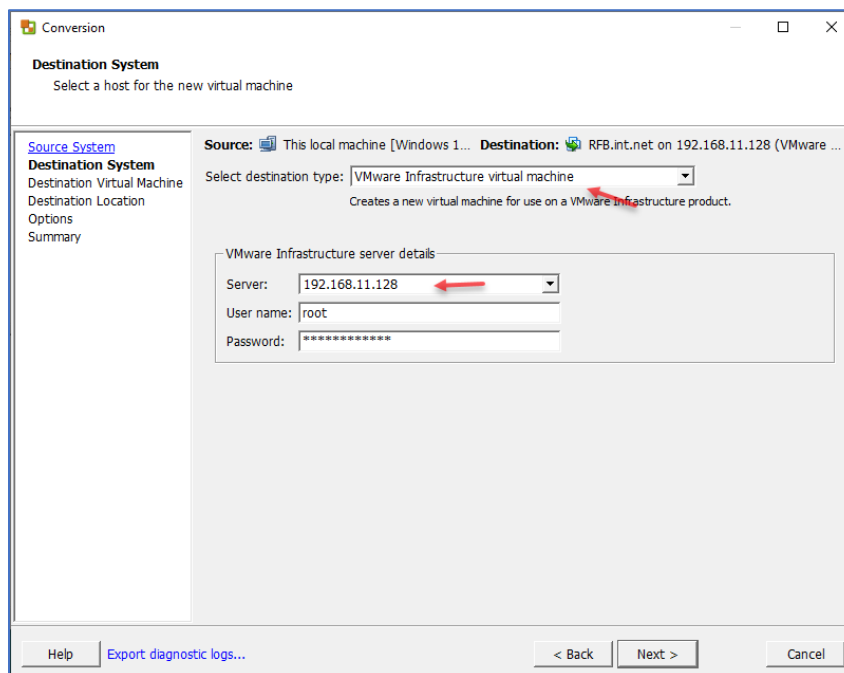 Conversion
Destination System
Select a host for the new virtual machine
Source System
Destination System
Destination Virtual Machine
Destination Location
Options
Summary
Source: This local machine [Windows 1... Destination: RFB.int.net on 192.168.11.128 (VMware ...
Select destination type: VMware Infrastructure virtual machine
Creates a new virtual machine for use on a VMware Infrastructure product.
VMware Infrastructure server details
Server: 192.168.11.128
User name: root
Password: ************
Help Export diagnostic logs... < Back Next > Cancel